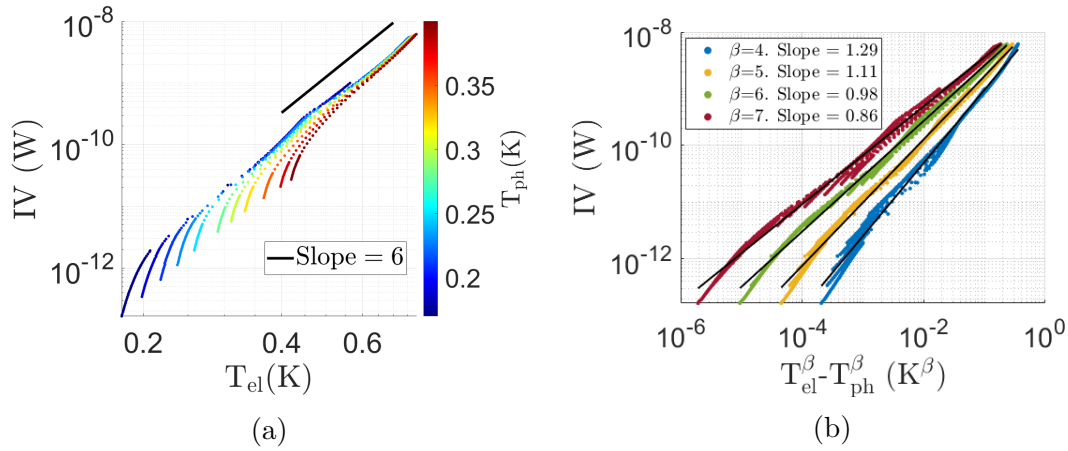 10^-8
10^-10
10^-12
IV (W)
0.2
0.4
0.6
T_el(K)
Slope = 6
0.35
0.3
0.25
0.2
T_ph(K)
(a)
10^-8
10^-10
10^-12
IV (W)
β=4. Slope = 1.29
β=5. Slope = 1.11
β=6. Slope = 0.98
β=7. Slope = 0.86
10^-6
10^-4
10^-2
10^0
T_el^β-T_ph^β (K^β)
(b)